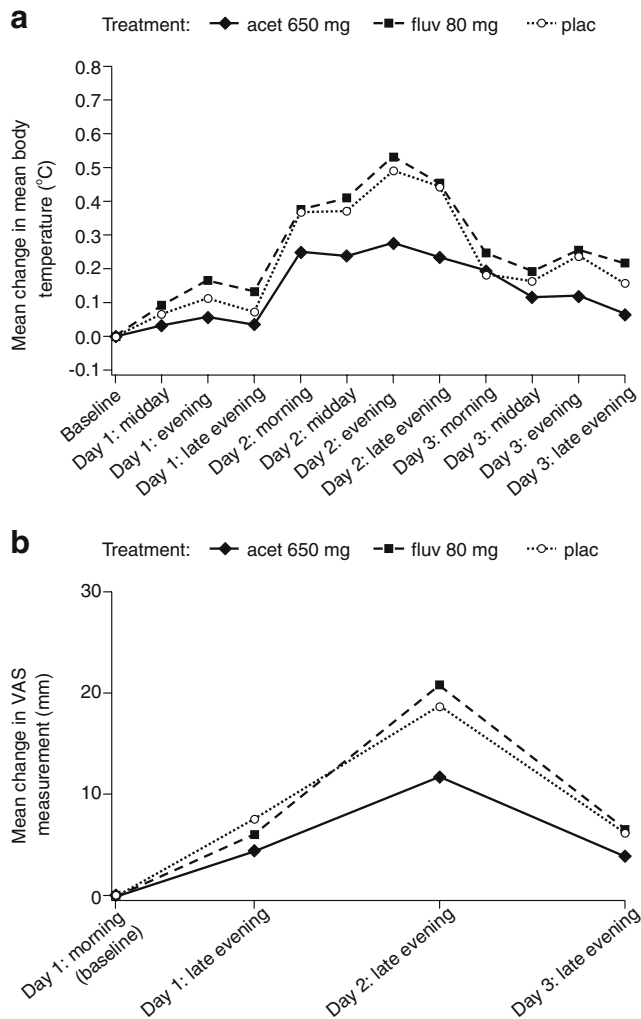 a
Treatment: acet 650 mg fluv 80 mg plac
Mean change in mean body
temperature (°C)
0.8
0.7
0.6
0.5
0.4
0.3
0.2
0.1
0.0
-0.1
Baseline
Day 1: midday
Day 1: evening
Day 1: late evening
Day 2: morning
Day 2: midday
Day 2: evening
Day 2: late evening
Day 3: morning
Day 3: midday
Day 3: evening
Day 3: late evening
b
Treatment: acet 650 mg fluv 80 mg plac
Mean change in VAS
measurement (mm)
30
20
10
0
Day 1: morning
(baseline)
Day 1: late evening
Day 2: late evening
Day 3: late evening